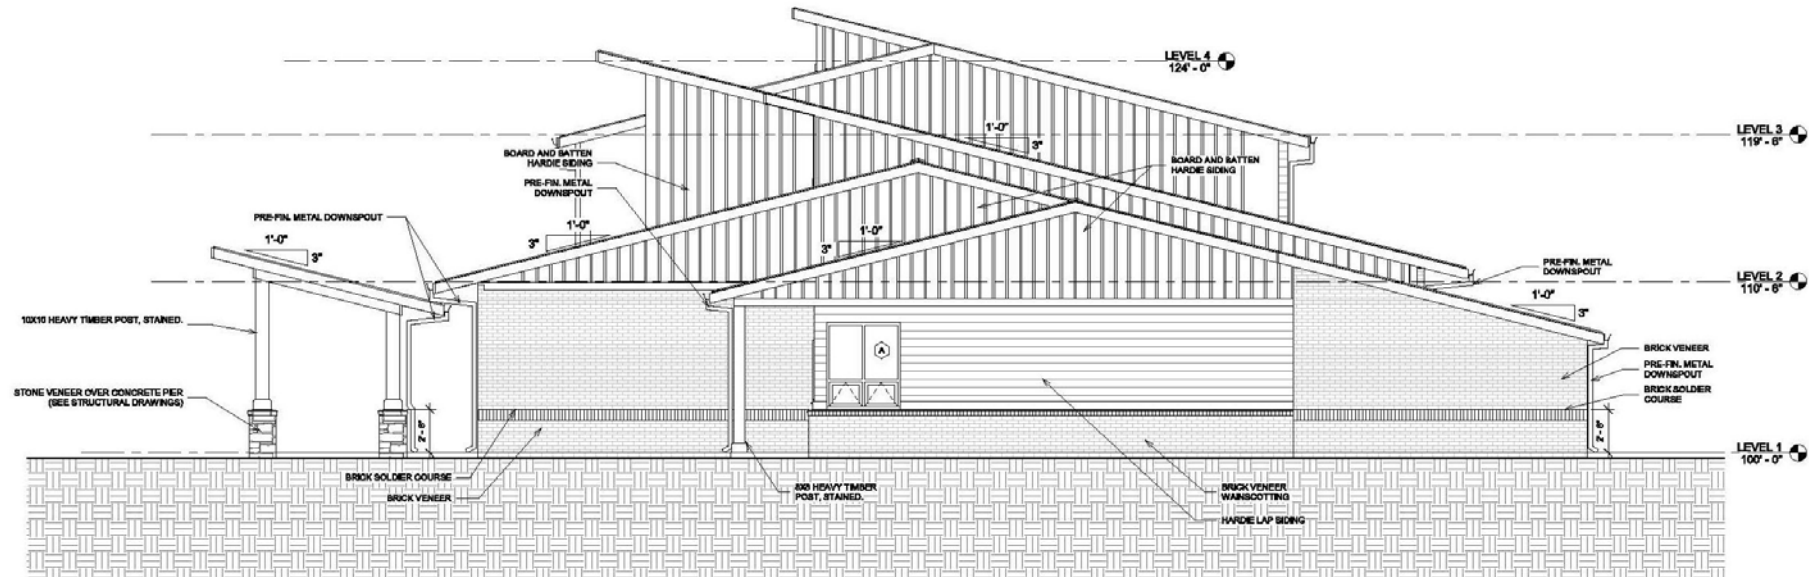 LEVEL 4
124' - 0"
LEVEL 3
119' - 6"
1'-0"
3"
BOARD AND BATTEN
HARDIE SIDING
BOARD AND BATTEN
HARDIE SIDING
PRE-FIN. METAL
DOWNSPOUT
PRE-FIN. METAL DOWNSPOUT
1'-0"
3"
1'-0"
3"
1'-0"
3"
PRE-FIN. METAL
DOWNSPOUT
LEVEL 2
110' - 6"
1'-0"
3"
10X10 HEAVY TIMBER POST, STAINED.
A
BRICK VENEER
PRE-FIN. METAL
DOWNSPOUT
BRICK SOLDIER
COURSE
STONE VENEER OVER CONCRETE PIER
(SEE STRUCTURAL DRAWINGS)
2'-8"
2'-8"
LEVEL 1
100' - 0"
BRICK SOLDIER COURSE
BRICK VENEER
8X8 HEAVY TIMBER
POST, STAINED.
BRICK VENEER
WAINSCOTTING
HARDIE LAP SIDING